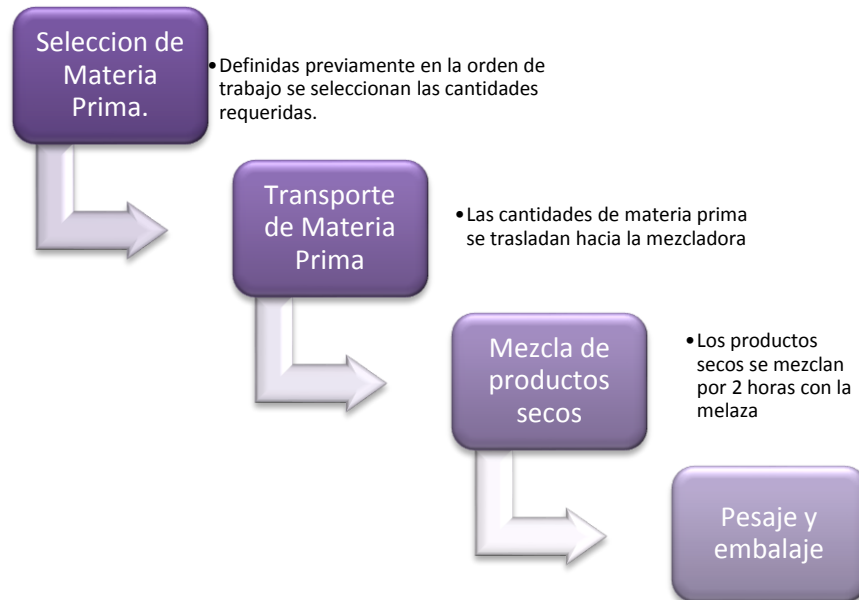 Seleccion de
Materia
Prima.
•Definidas previamente en la orden de
trabajo se seleccionan las cantidades
requeridas.
Transporte
de Materia
Prima
•Las cantidades de materia prima
se trasladan hacia la mezcladora
Mezcla de
productos
secos
•Los productos
secos se mezclan
por 2 horas con la
melaza
Pesaje y
embalaje